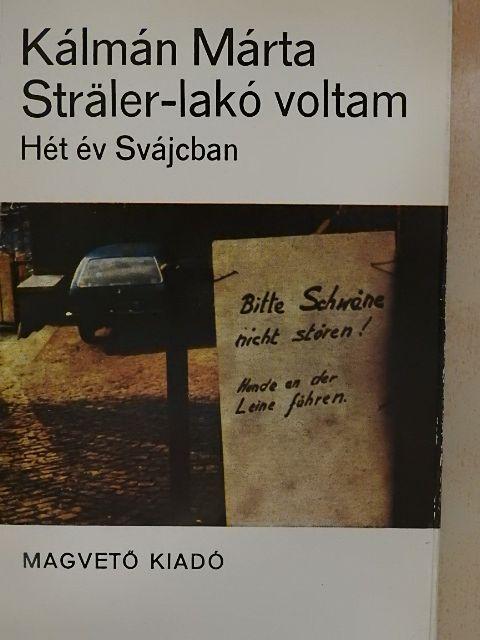 Kálmán Márta
Sträler-lakó voltam
Hét év Svájcban
Bitte Schwäne
nicht stören!
Hunde an der
Leine führen.
MAGVETŐ KIADÓ